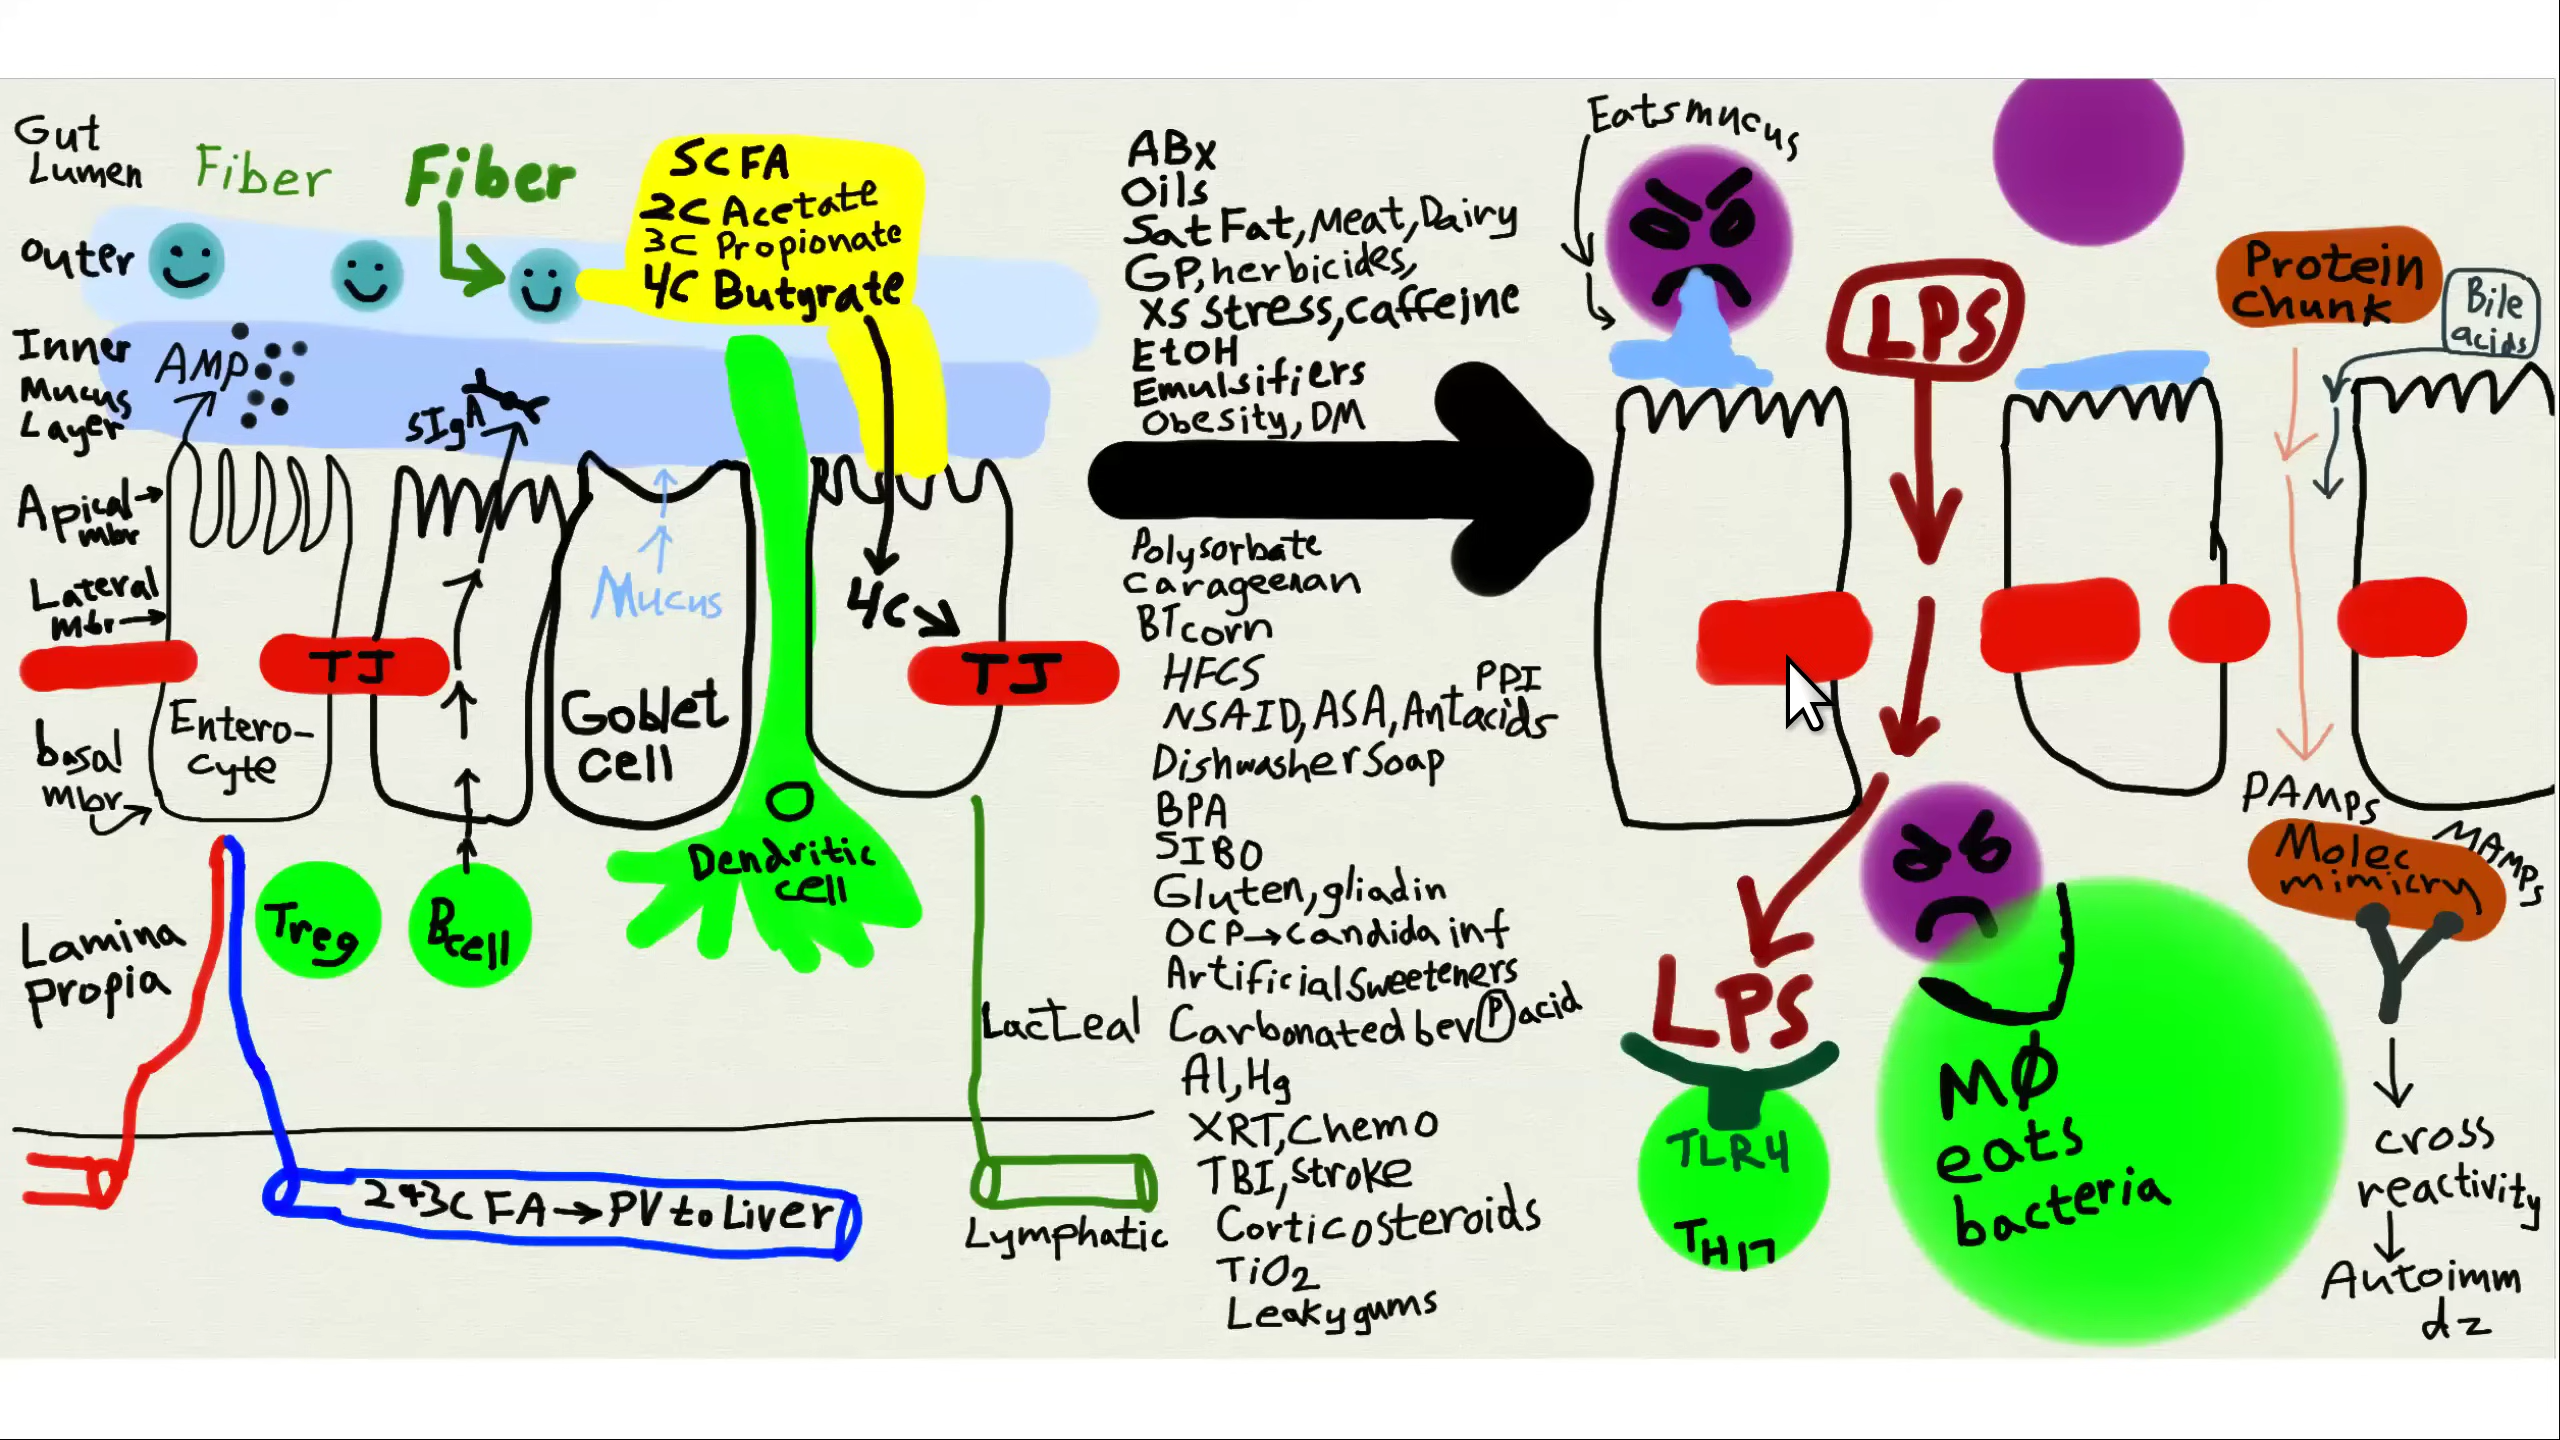 Gut
Lumen
Fiber
Fiber
SCFA
2C Acetate
3C Propionate
4C Butyrate
outer
Inner
Mucus
Layer
AMP
sIgA
Apical
mbr
Lateral
mbr
Mucus
4C
TJ
TJ
Entero-
cyte
Goblet
cell
basal
mbr
Dendritic
cell
Treg
B cell
Lamina
propia
Lacteal
2+3C FA→PV to Liver
Lymphatic
ABx
Oils
Sat Fat, Meat, Dairy
GP, herbicides,
XS stress, caffeine
EtOH
Emulsifiers
Obesity, DM
Polysorbate
carageenan
BT corn
HFCS
PPI
NSAID, ASA, Antacids
Dishwasher Soap
BPA
SIBO
Gluten, gliadin
OCP→candida inf
Artificial Sweeteners
Carbonated bev P acid
Al, Hg
XRT, Chemo
TBI, Stroke
Corticosteroids
TiO2
Leaky gums
Eats mucus
LPS
Protein
chunk
Bile
acids
PAMPs
MAMPs
Molec
mimicry
LPS
TLR4
TH17
MØ
eats
bacteria
cross
reactivity
Autoimm
dz